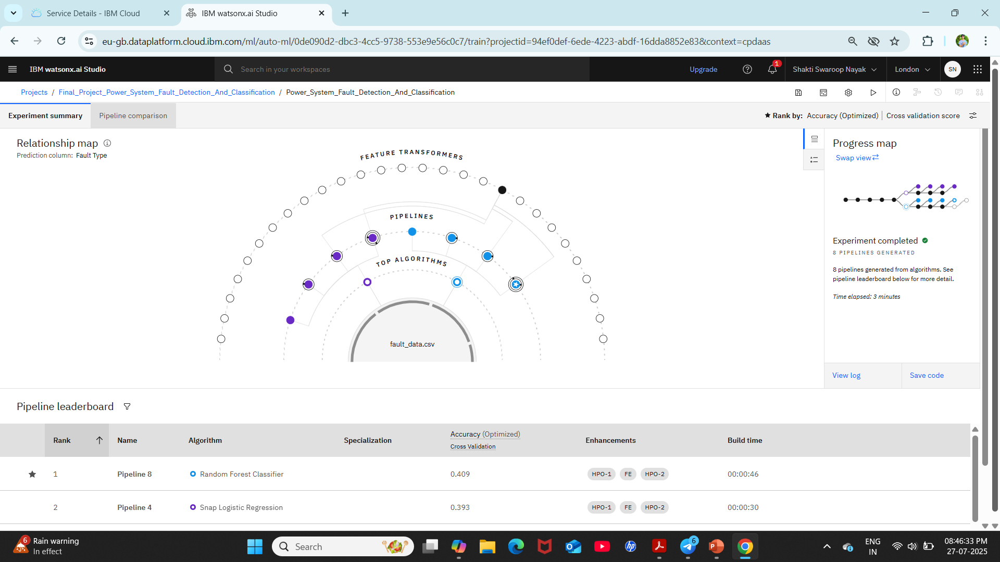 Service Details - IBM Cloud
IBM watsonx.ai Studio
eu-gb.dataplatform.cloud.ibm.com/ml/auto-ml/0de090d2-dbc3-4cc5-9738-553e9e56c0c7/train?projectid=94ef0def-6ede-4223-abdf-16dda8852e83&context=cpdaas
IBM watsonx.ai Studio
Search in your workspaces
Upgrade
1
Shakti Swaroop Nayak
London
SN
Projects / Final_Project_Power_System_Fault_Detection_And_Classification / Power_System_Fault_Detection_And_Classification
Experiment summary
Pipeline comparison
Rank by: Accuracy (Optimized) | Cross validation score
Relationship map
Prediction column: Fault Type
FEATURE TRANSFORMERS
PIPELINES
TOP ALGORITHMS
fault_data.csv
Progress map
Swap view
Experiment completed
8 PIPELINES GENERATED
8 pipelines generated from algorithms. See
pipeline leaderboard below for more detail.
Time elapsed: 3 minutes
View log
Save code
Pipeline leaderboard
Rank Name Algorithm Specialization Accuracy (Optimized) Enhancements Build time
Cross Validation
1 Pipeline 8 Random Forest Classifier 0.409 HPO-1 FE HPO-2 00:00:46
2 Pipeline 4 Snap Logistic Regression 0.393 HPO-1 FE HPO-2 00:00:30
6
Rain warning
In effect
Search
hp
6
P
ENG
IN
08:46:33 PM
27-07-2025